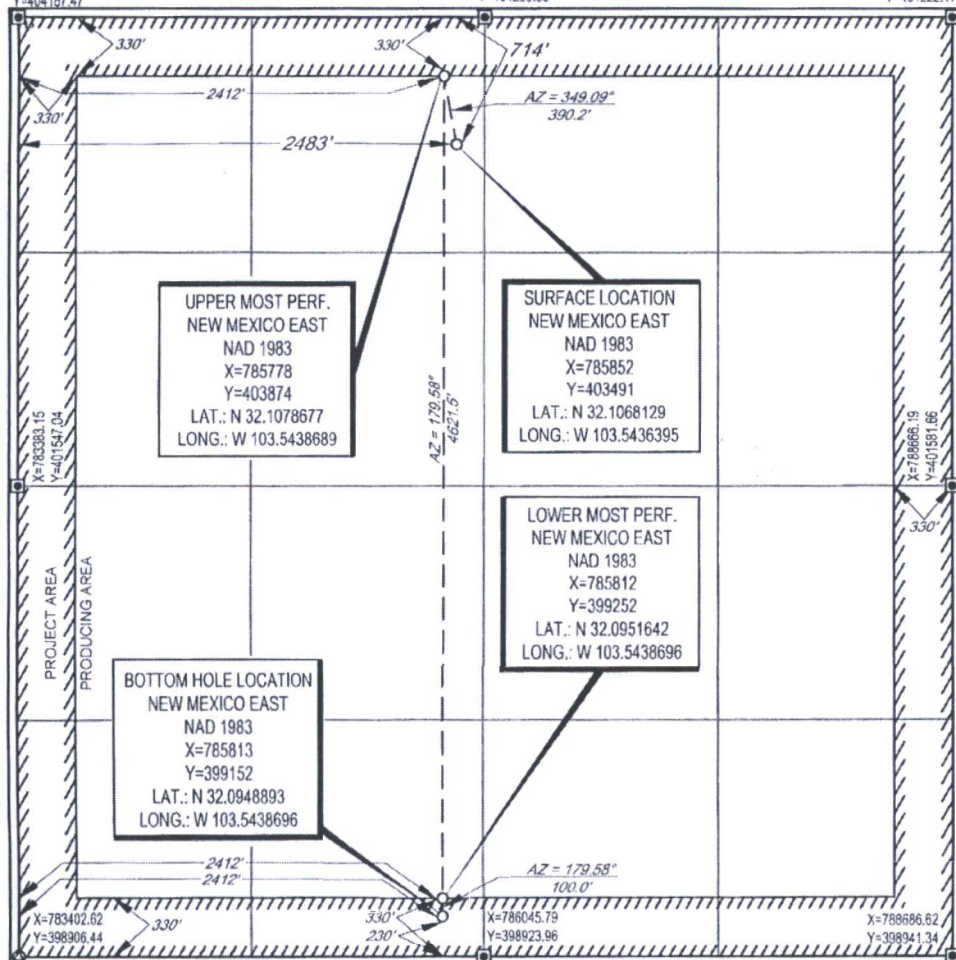 Y=404187.47
330'
330'
714'
2412'
330'
AZ = 349.09°
390.2'
2483'
UPPER MOST PERF.
NEW MEXICO EAST
NAD 1983
X=785778
Y=403874
LAT.: N 32.1078677
LONG.: W 103.5438689
SURFACE LOCATION
NEW MEXICO EAST
NAD 1983
X=785852
Y=403491
LAT.: N 32.1068129
LONG.: W 103.5436395
AZ = 179.58°
4621.5'
X=783383.15
Y=401547.04
X=788666.19
Y=401581.66
330'
PROJECT AREA
PRODUCING AREA
LOWER MOST PERF.
NEW MEXICO EAST
NAD 1983
X=785812
Y=399252
LAT.: N 32.0951642
LONG.: W 103.5438696
BOTTOM HOLE LOCATION
NEW MEXICO EAST
NAD 1983
X=785813
Y=399152
LAT.: N 32.0948893
LONG.: W 103.5438696
2412'
2412'
AZ = 179.58°
100.0'
X=783402.62
Y=398906.44
330'
330'
230'
X=786045.79
Y=398923.96
X=788686.62
Y=398941.34